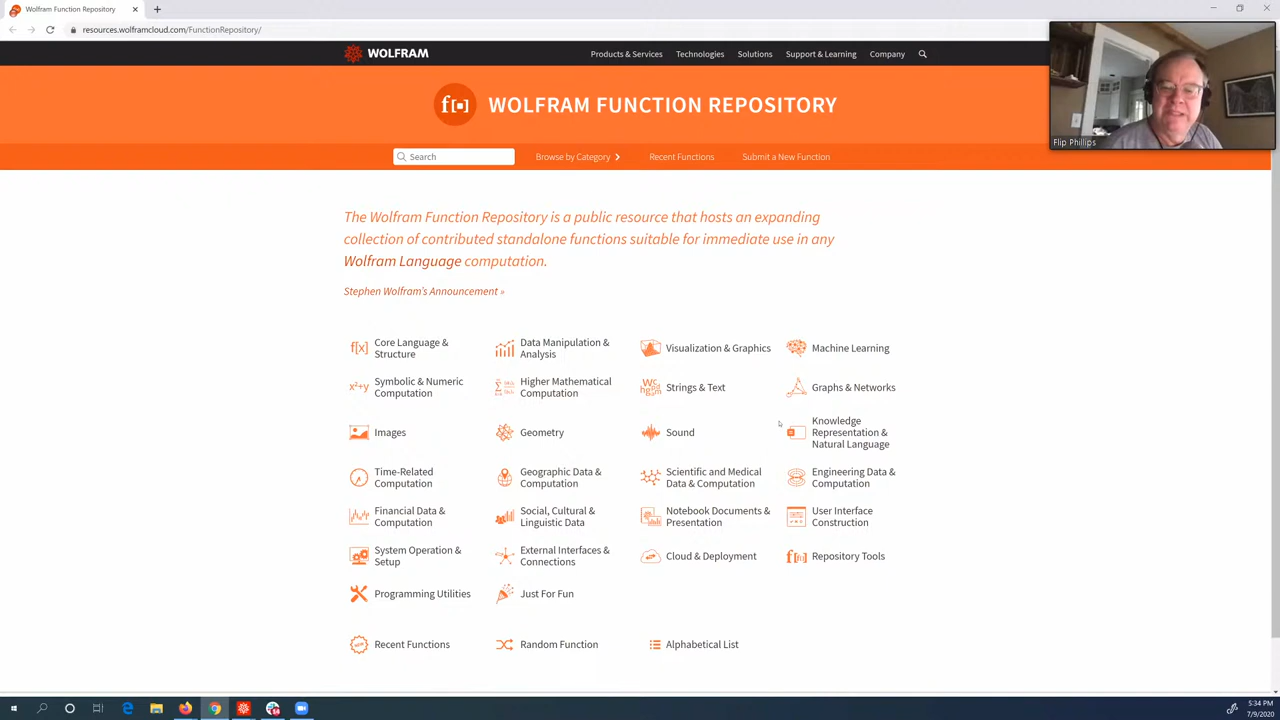 Wolfram Function Repository
resources.wolframcloud.com/FunctionRepository/
WOLFRAM
Products & Services
Technologies
Solutions
Support & Learning
Company
f[▪]
WOLFRAM FUNCTION REPOSITORY
Flip Phillips
Search
Browse by Category
Recent Functions
Submit a New Function
The Wolfram Function Repository is a public resource that hosts an expanding
collection of contributed standalone functions suitable for immediate use in any
Wolfram Language computation.
Stephen Wolfram's Announcement »
f[x]
Core Language &
Structure
Data Manipulation &
Analysis
Visualization & Graphics
Machine Learning
x²+y
Symbolic & Numeric
Computation
Higher Mathematical
Computation
Strings & Text
Graphs & Networks
Images
Geometry
Sound
Knowledge
Representation &
Natural Language
Time-Related
Computation
Geographic Data &
Computation
Scientific and Medical
Data & Computation
Engineering Data &
Computation
Financial Data &
Computation
Social, Cultural &
Linguistic Data
Notebook Documents &
Presentation
User Interface
Construction
System Operation &
Setup
External Interfaces &
Connections
Cloud & Deployment
Repository Tools
Programming Utilities
Just For Fun
Recent Functions
Random Function
Alphabetical List
5:34 PM
7/9/2020